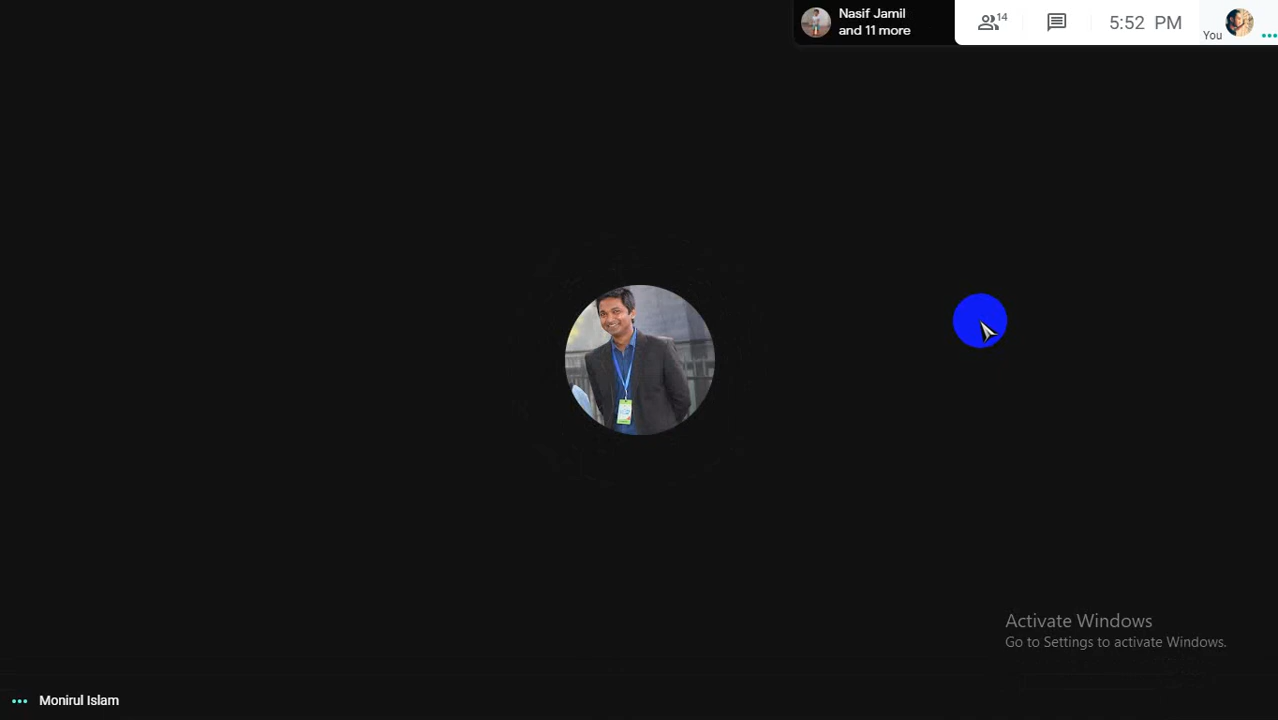 Nasif Jamil
and 11 more
14
5:52 PM
You
Activate Windows
Go to Settings to activate Windows.
Monirul Islam